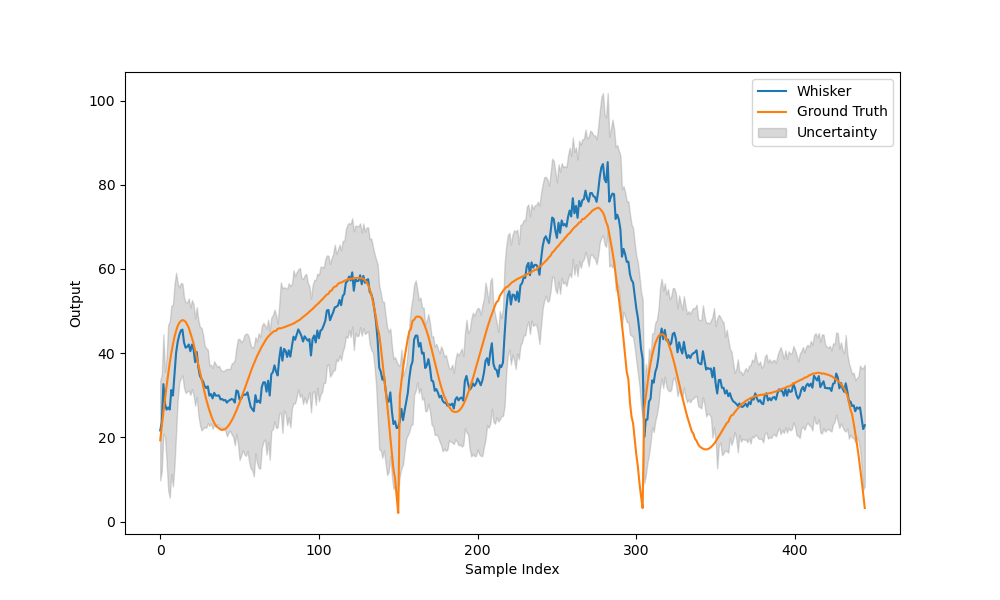 Whisker
Ground Truth
Uncertainty
Output
100
80
60
40
20
0
0 100 200 300 400
Sample Index